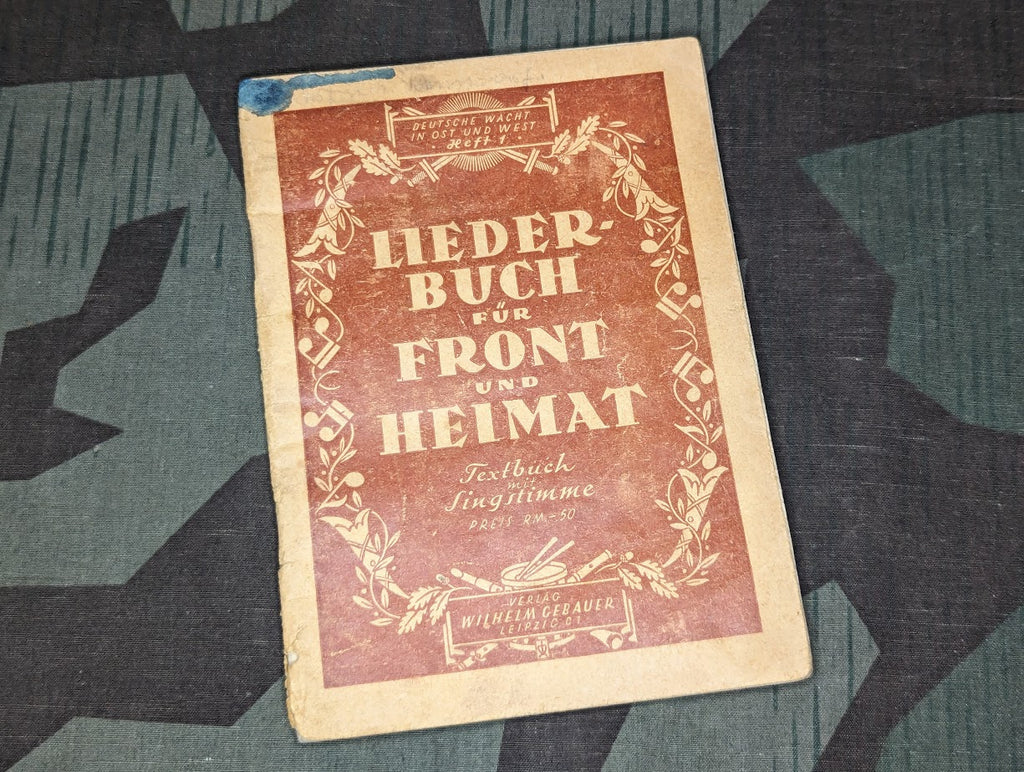 DEUTSCHE WACHT
IN OST UND WEST
Heft 1
LIEDER-
BUCH
FÜR
FRONT
UND
HEIMAT
Textbuch
mit
Singstimme
PREIS RM -50
VERLAG
WILHELM GEBAUER
LEIPZIG C1